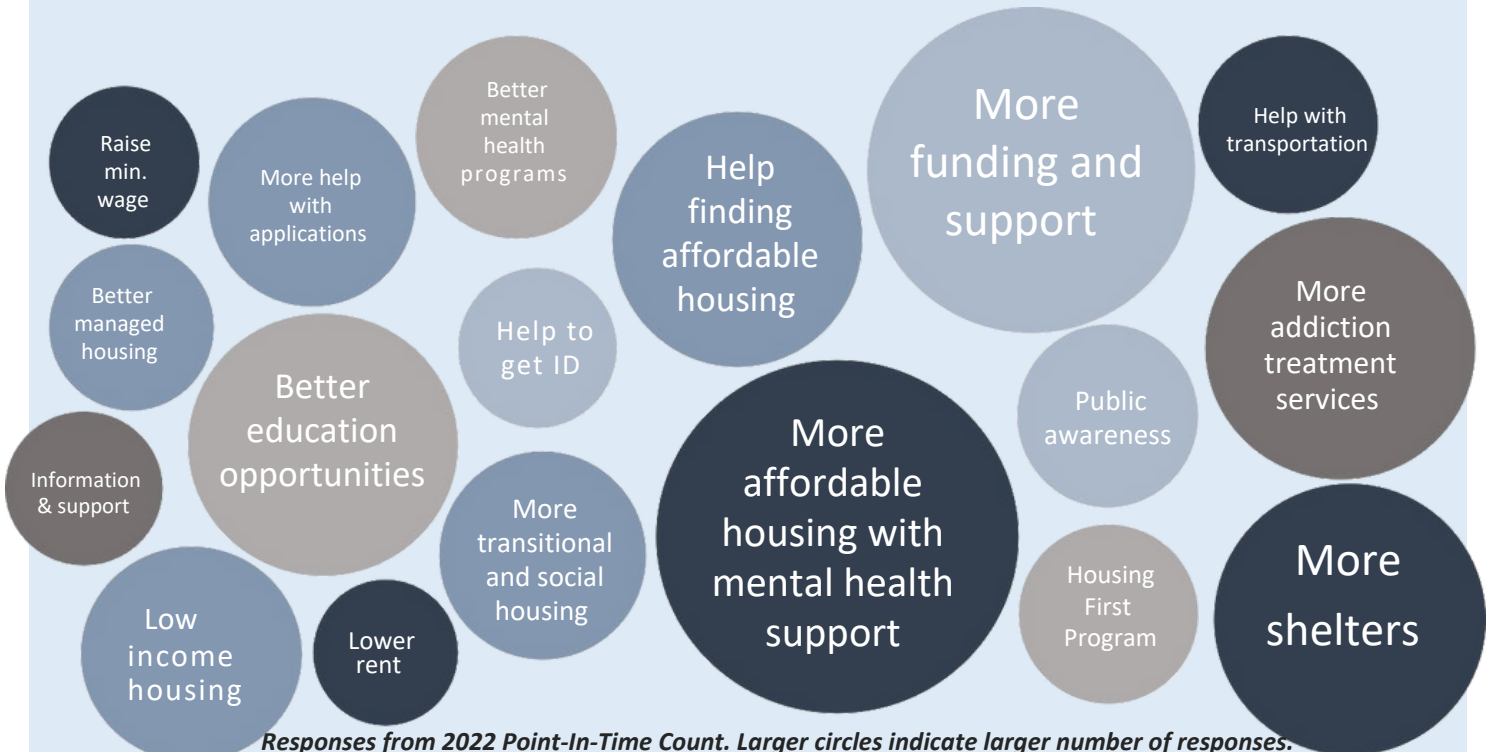 Raise
min.
wage
More help
with
applications
Better
mental
health
programs
Help
finding
affordable
housing
More
funding and
support
Help with
transportation
Better
managed
housing
Better
education
opportunities
Help to
get ID
More
affordable
housing with
mental health
support
Public
awareness
More
addiction
treatment
services
Information
& support
Low
income
housing
Lower
rent
More
transitional
and social
housing
Housing
First
Program
More
shelters
Responses from 2022 Point-In-Time Count. Larger circles indicate larger number of responses.